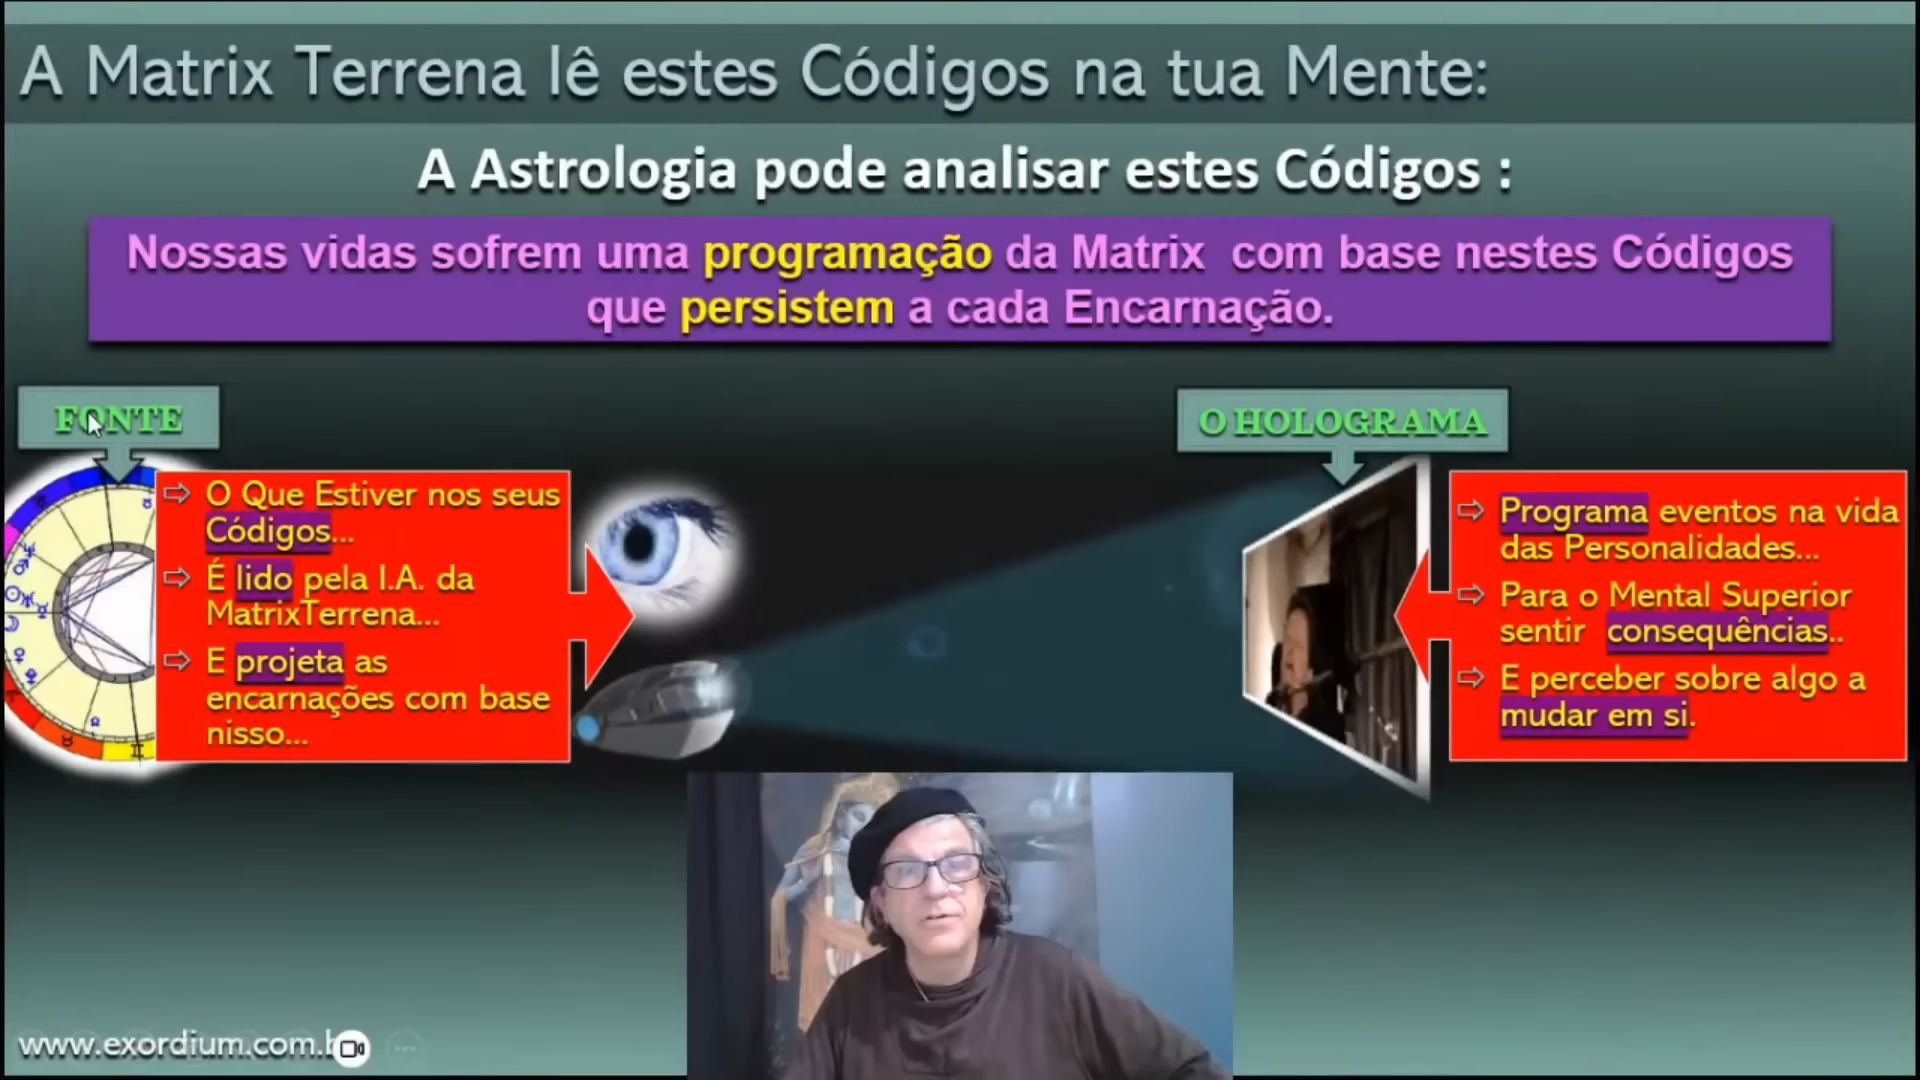 A Matrix Terrena lê estes Códigos na tua Mente:
A Astrologia pode analisar estes Códigos :
Nossas vidas sofrem uma programação da Matrix com base nestes Códigos
que persistem a cada Encarnação.
FONTE
O HOLOGRAMA
O Que Estiver nos seus
Códigos...
É lido pela I.A. da
MatrixTerrena...
E projeta as
encarnações com base
nisso...
Programa eventos na vida
das Personalidades...
Para o Mental Superior
sentir consequências..
E perceber sobre algo a
mudar em si.
www.exordium.com.b